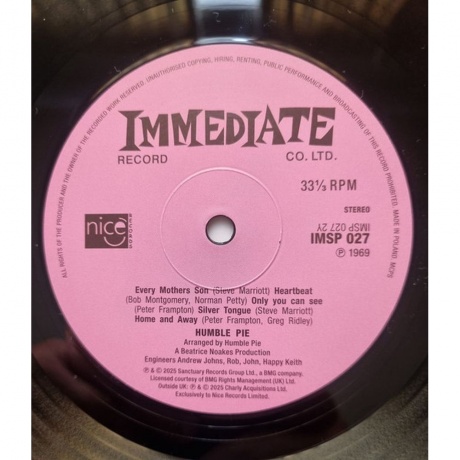 ALL RIGHTS OF THE PRODUCER AND THE OWNER OF THE RECORDED WORK RESERVED. UNAUTHORISED COPYING, HIRING, RENTING, PUBLIC PERFORMANCE AND BROADCASTING OF THIS RECORD PROHIBITED. MADE IN POLAND MCPS
IMMEDIATE
RECORD CO. LTD.
33⅓ RPM
STEREO
nice
records
IMSP 027 2Y
IMSP 027
℗ 1969
Every Mothers Son (Steve Marriott) Heartbeat
(Bob Montgomery, Norman Petty) Only you can see
(Peter Frampton) Silver Tongue (Steve Marriott)
Home and Away (Peter Frampton, Greg Ridley)
HUMBLE PIE
Arranged by Humble Pie
A Beatrice Noakes Production
Engineers Andrew Johns, Rob, John, Happy Keith
℗ & © 2025 Sanctuary Records Group Ltd., a BMG company.
Licensed courtesy of BMG Rights Management (UK) Ltd.
Outside UK: ℗ & © 2025 Charly Acquisitions Ltd.
Exclusively to Nice Records Limited.